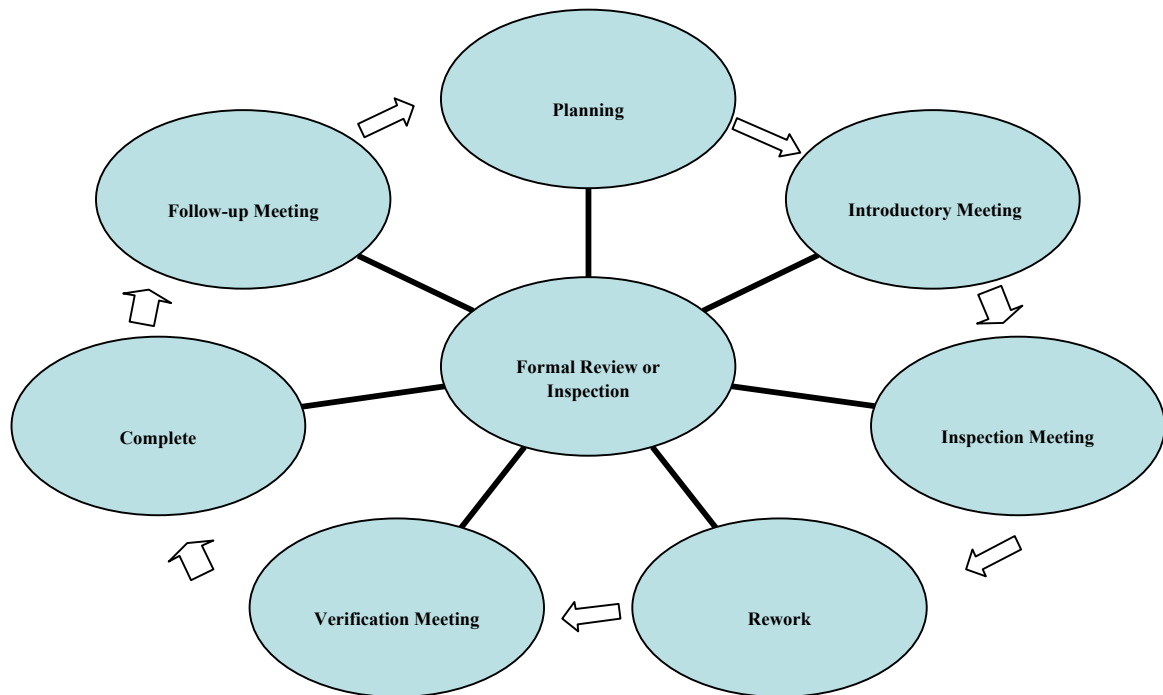 Planning
Introductory Meeting
Inspection Meeting
Rework
Verification Meeting
Complete
Follow-up Meeting
Formal Review or
Inspection